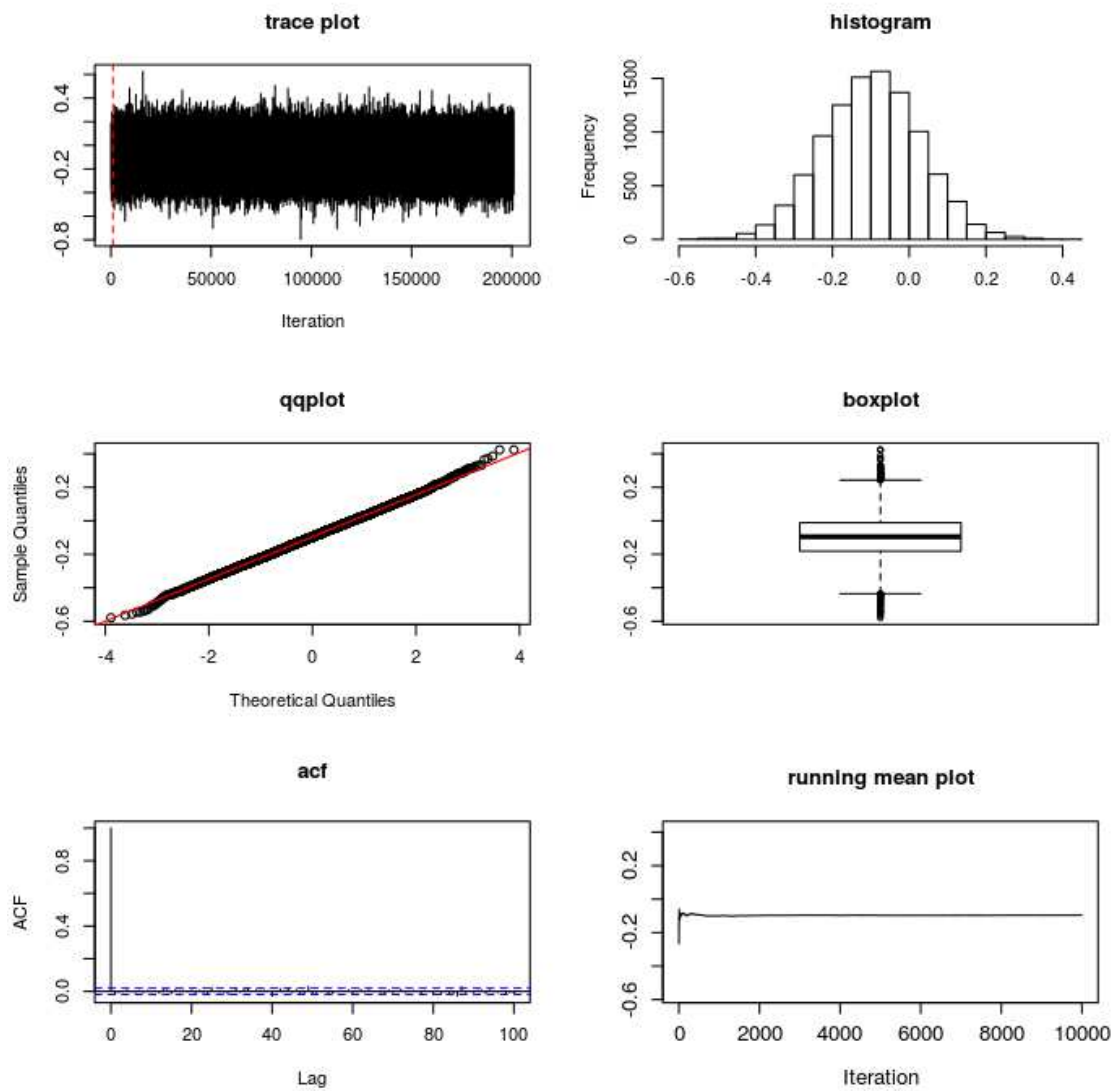 trace plot
0.4
-0.2
-0.8
0 50000 100000 150000 200000
Iteration
histogram
Frequency
1500
1000
500
0
-0.6 -0.4 -0.2 0.0 0.2 0.4
qqplot
Sample Quantiles
0.2
-0.2
-0.6
-4 -2 0 2 4
Theoretical Quantiles
boxplot
0.2
-0.2
-0.6
acf
ACF
0.8
0.4
0.0
0 20 40 60 80 100
Lag
running mean plot
0.2
-0.2
-0.6
0 2000 4000 6000 8000 10000
Iteration